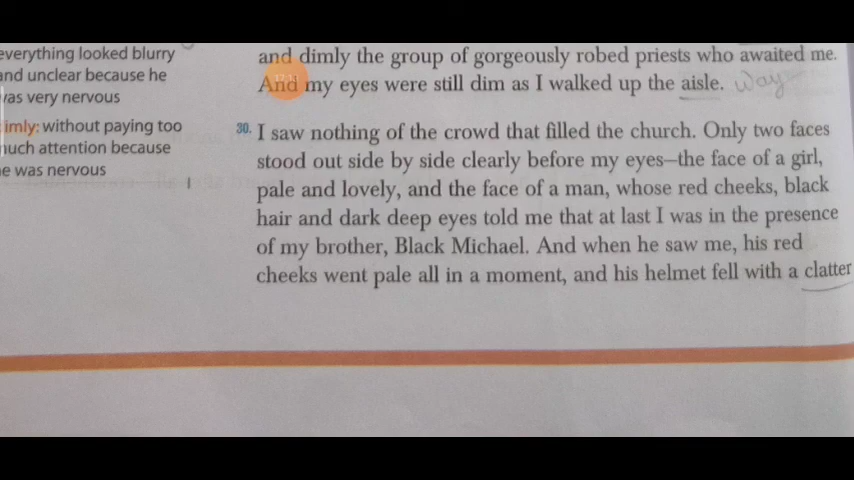 everything looked blurry
and unclear because he
was very nervous
imly: without paying too
much attention because
e was nervous
and dimly the group of gorgeously robed priests who awaited me.
And my eyes were still dim as I walked up the aisle. way
30. I saw nothing of the crowd that filled the church. Only two faces
stood out side by side clearly before my eyes–the face of a girl,
pale and lovely, and the face of a man, whose red cheeks, black
hair and dark deep eyes told me that at last I was in the presence
of my brother, Black Michael. And when he saw me, his red
cheeks went pale all in a moment, and his helmet fell with a clatter